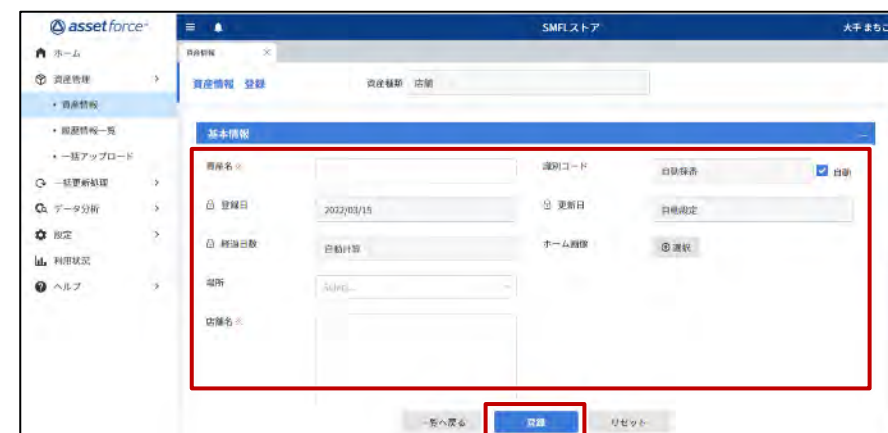 assetforce
SMFLストア
大手 まちこ
ホーム
資産管理
資産情報
履歴情報一覧
一括アップロード
一括更新処理
データ分析
設定
利用状況
ヘルプ
資産情報
資産情報 登録
資産種類 店舗
基本情報
資産名 ※
識別コード 自動採番 自動
登録日 2022/03/15
更新日 自動設定
経過日数 自動計算
ホーム画像 選択
場所 Select...
店舗名 ※
一覧へ戻る 登録 リセット